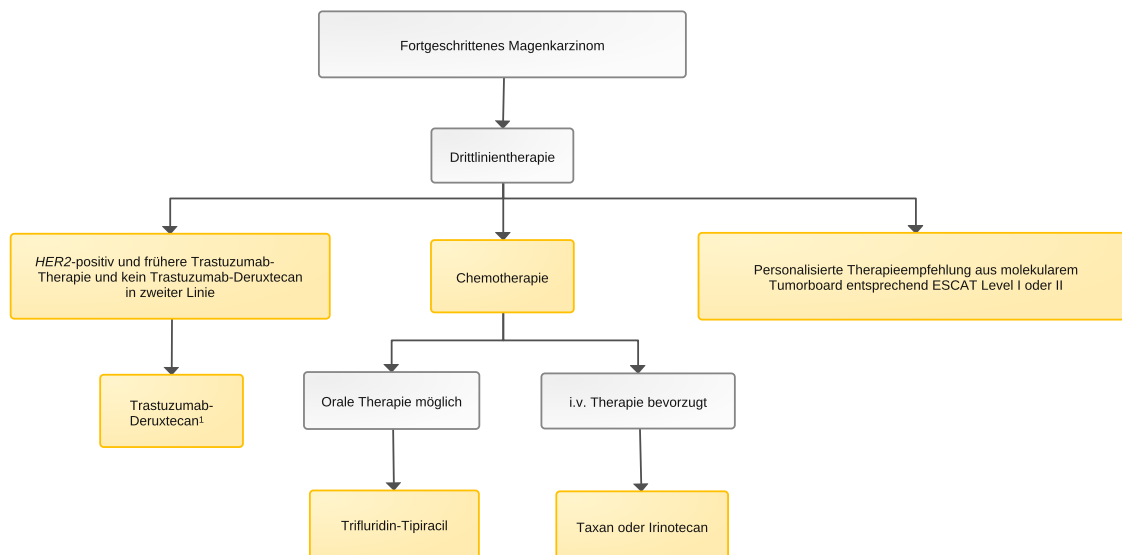 Fortgeschrittenes Magenkarzinom
Drittlinientherapie
HER2-positiv und frühere Trastuzumab-
Therapie und kein Trastuzumab-Deruxtecan
in zweiter Linie
Chemotherapie
Personalisierte Therapieempfehlung aus molekularem
Tumorboard entsprechend ESCAT Level I oder II
Trastuzumab-
Deruxtecan¹
Orale Therapie möglich
i.v. Therapie bevorzugt
Trifluridin-Tipiracil
Taxan oder Irinotecan